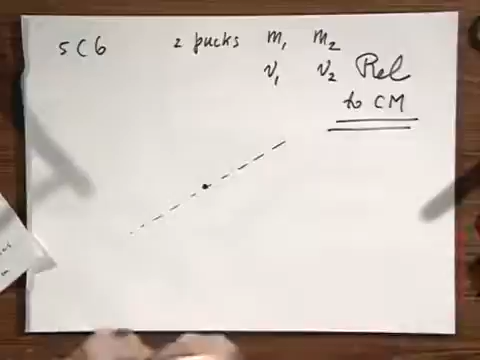 5C6 2 pucks m₁ m₂
v₁ v₂ Rel
to CM